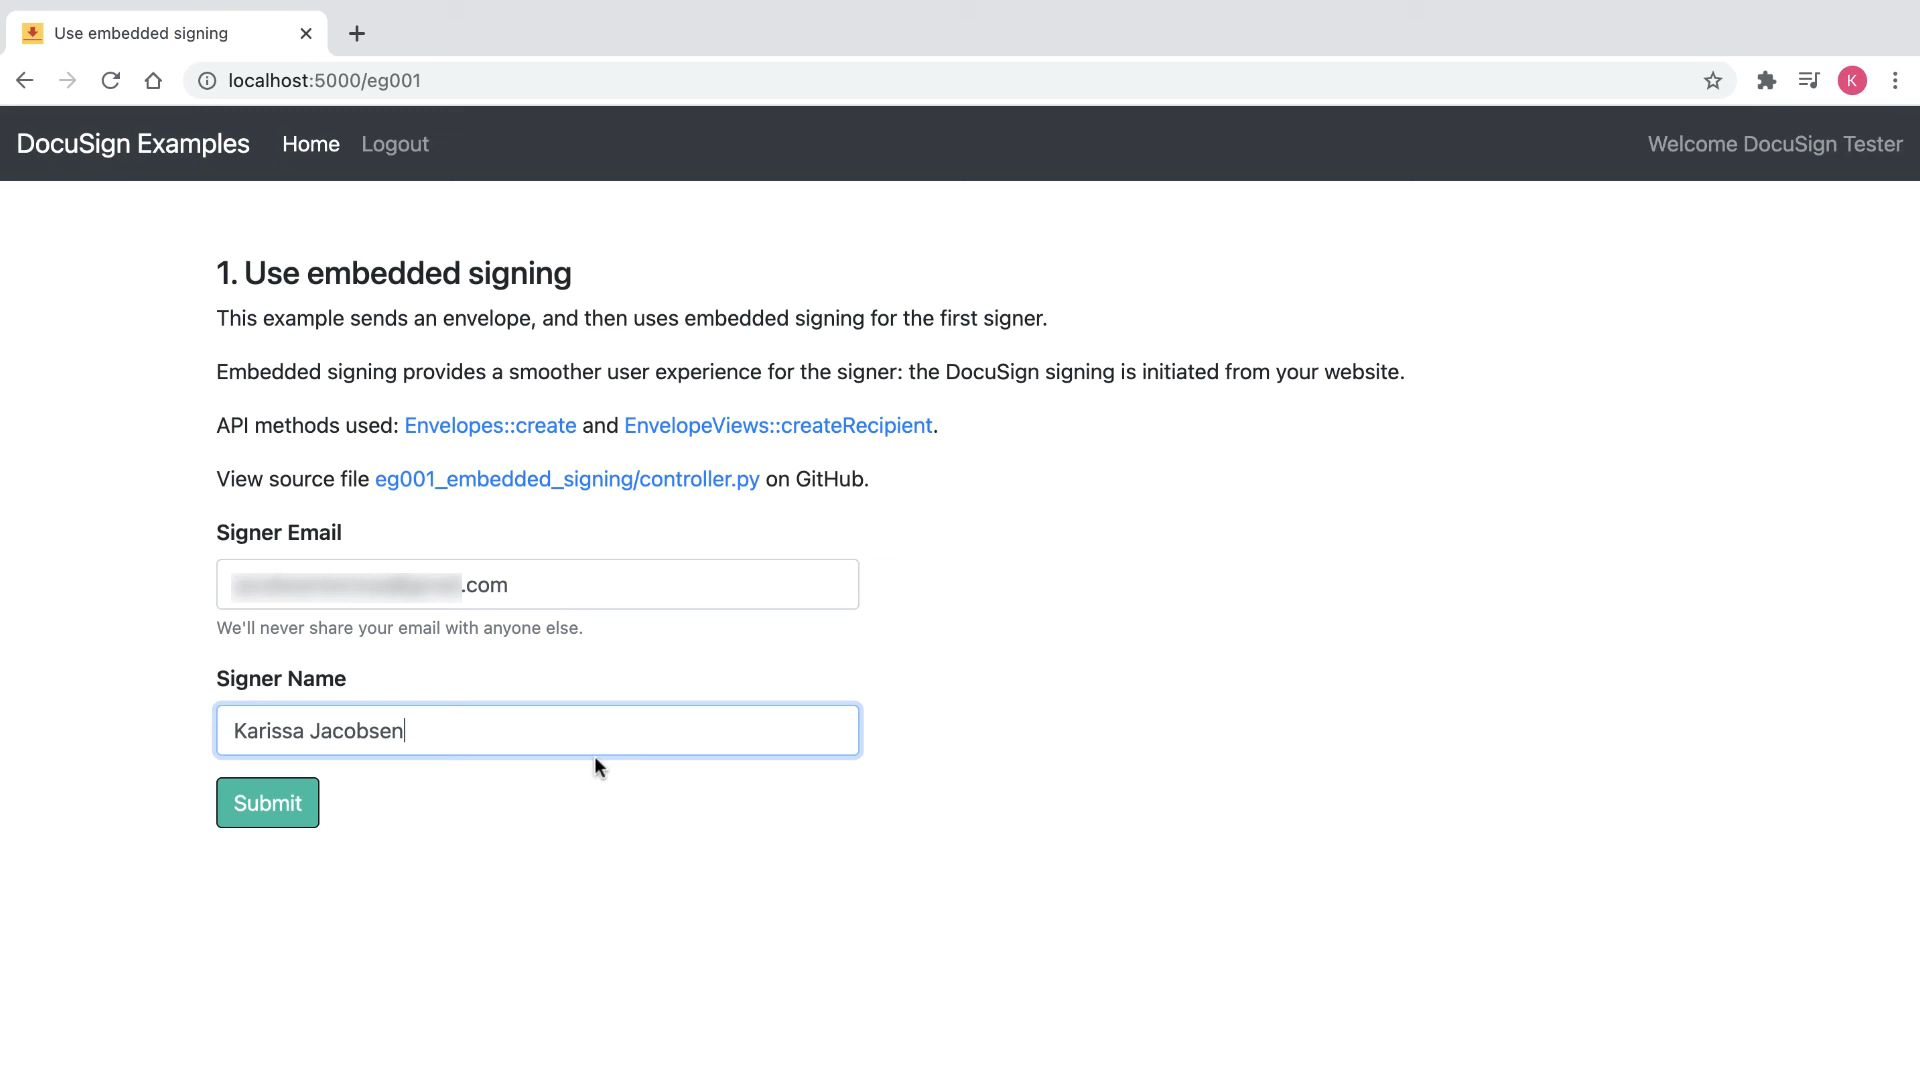 Use embedded signing
localhost:5000/eg001
K
DocuSign Examples Home Logout Welcome DocuSign Tester
1. Use embedded signing
This example sends an envelope, and then uses embedded signing for the first signer.
Embedded signing provides a smoother user experience for the signer: the DocuSign signing is initiated from your website.
API methods used: Envelopes::create and EnvelopeViews::createRecipient.
View source file eg001_embedded_signing/controller.py on GitHub.
Signer Email
.com
We'll never share your email with anyone else.
Signer Name
Karissa Jacobsen
Submit